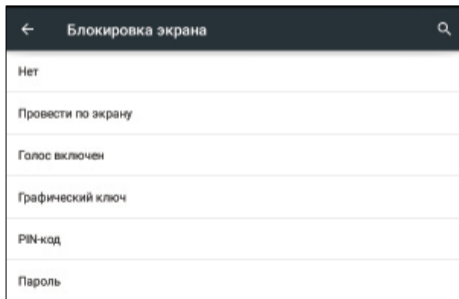 Блокировка экрана
Нет
Провести по экрану
Голос включен
Графический ключ
PIN-код
Пароль